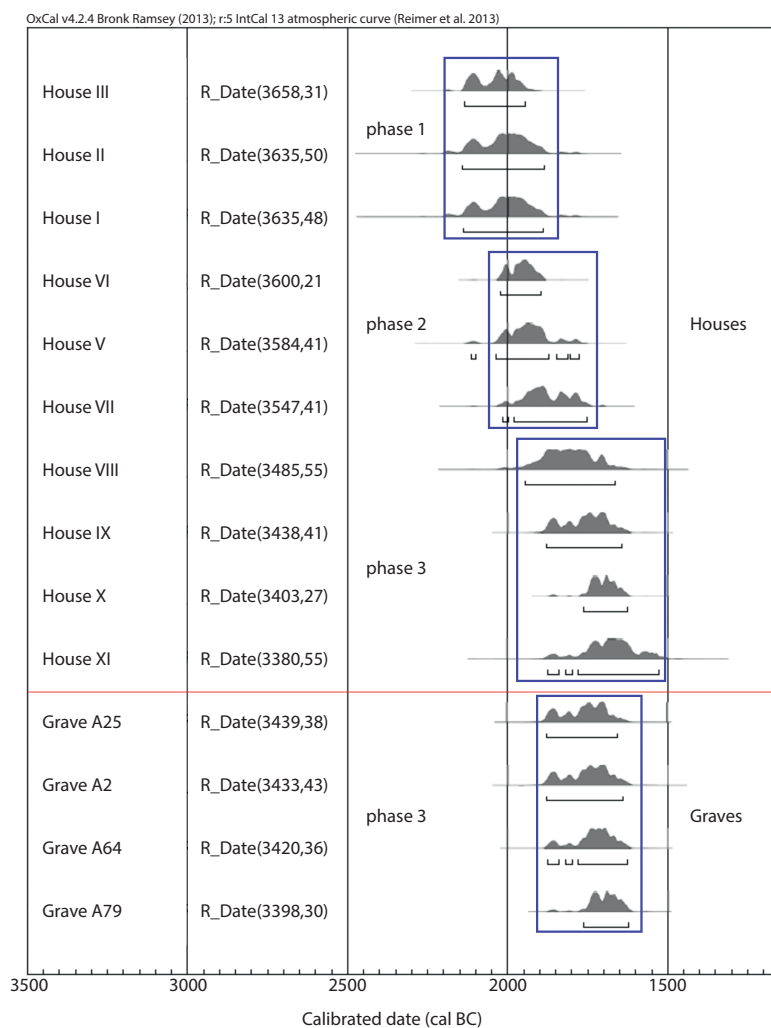 OxCal v4.2.4 Bronk Ramsey (2013); r:5 IntCal 13 atmospheric curve (Reimer et al. 2013)
House III R_Date(3658,31)
phase 1
House II R_Date(3635,50)
House I R_Date(3635,48)
House VI R_Date(3600,21
phase 2 Houses
House V R_Date(3584,41)
House VII R_Date(3547,41)
House VIII R_Date(3485,55)
House IX R_Date(3438,41)
phase 3
House X R_Date(3403,27)
House XI R_Date(3380,55)
Grave A25 R_Date(3439,38)
Grave A2 R_Date(3433,43)
phase 3 Graves
Grave A64 R_Date(3420,36)
Grave A79 R_Date(3398,30)
3500 3000 2500 2000 1500
Calibrated date (cal BC)